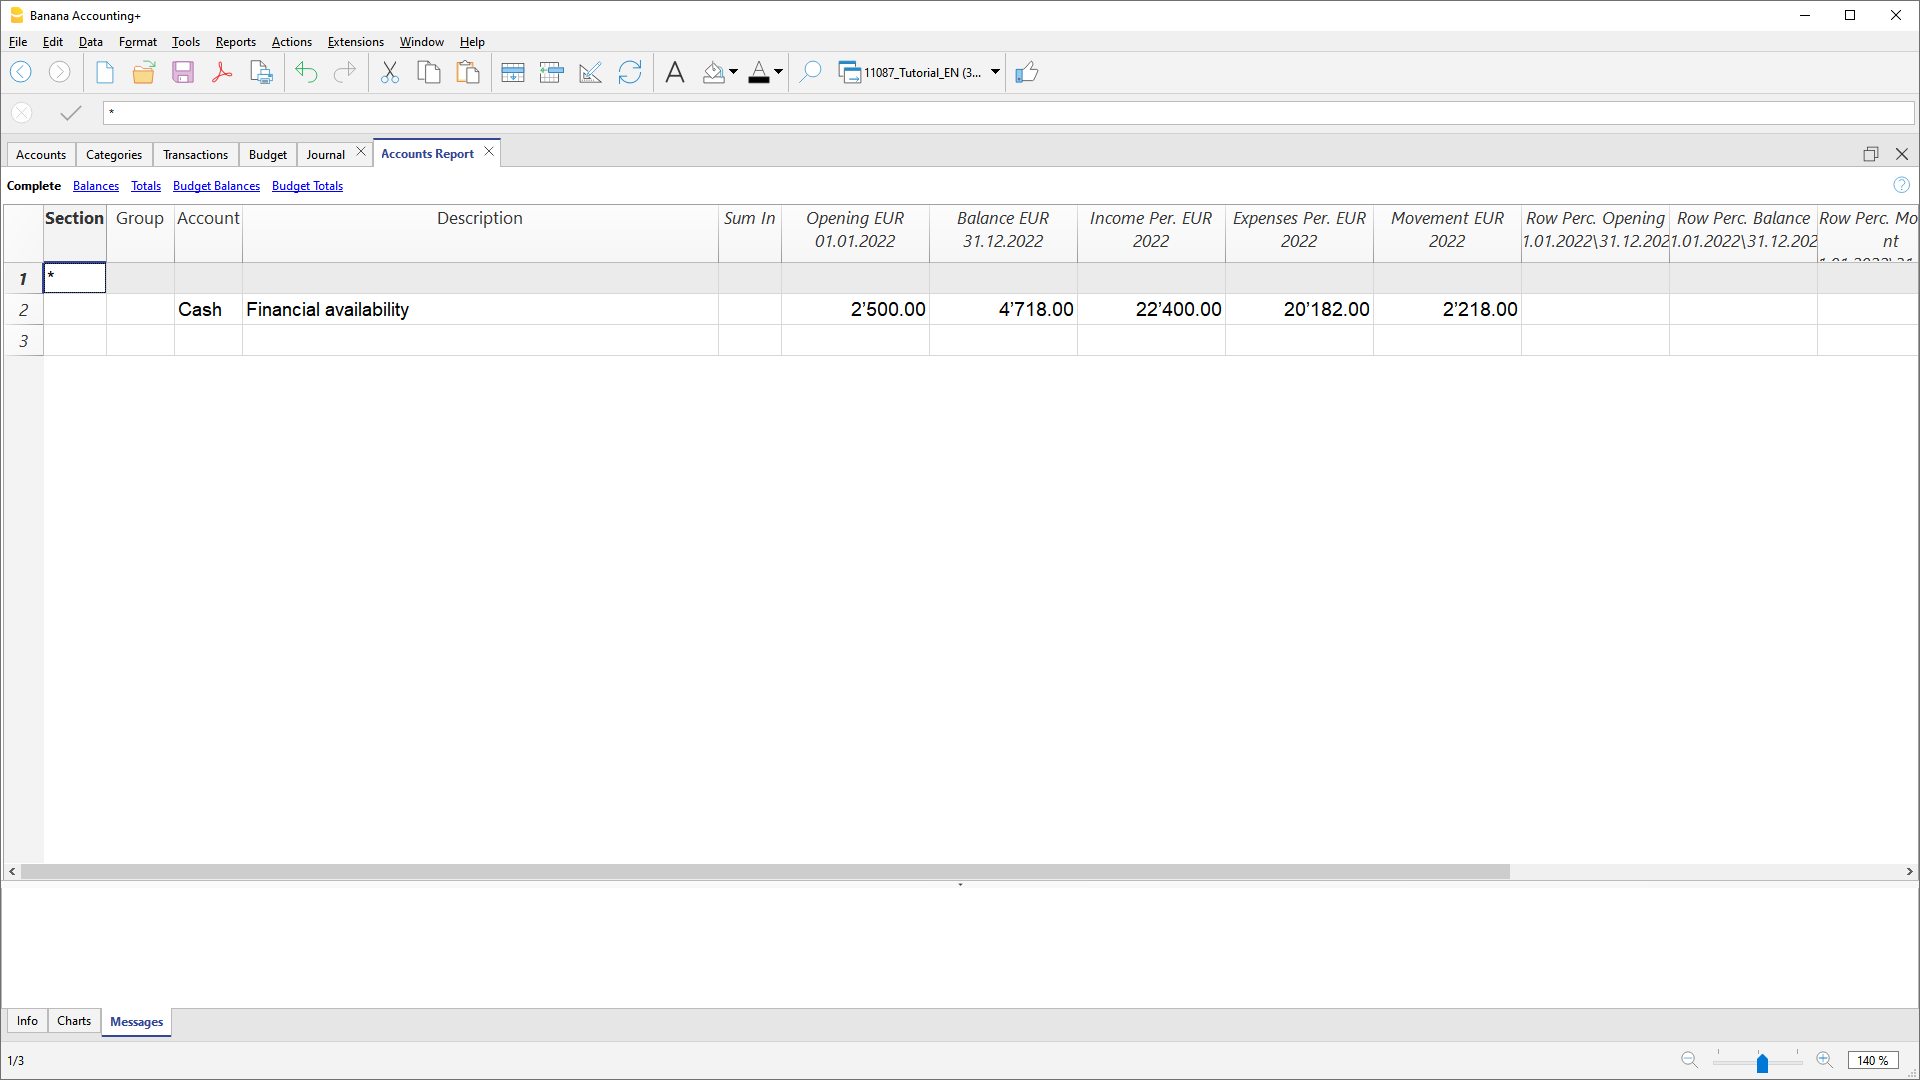 Banana Accounting+
File Edit Data Format Tools Reports Actions Extensions Window Help
11087_Tutorial_EN (3...
*
Accounts Categories Transactions Budget Journal Accounts Report
Complete Balances Totals Budget Balances Budget Totals
Section Group Account Description Sum In Opening EUR Balance EUR Income Per. EUR Expenses Per. EUR Movement EUR Row Perc. Opening Row Perc. Balance Row Perc. Mo
01.01.2022 31.12.2022 2022 2022 2022 1.01.2022\31.12.202 1.01.2022\31.12.202 nt
1 *
2 Cash Financial availability 2’500.00 4’718.00 22’400.00 20’182.00 2’218.00
3
Info Charts Messages
1/3 140 %